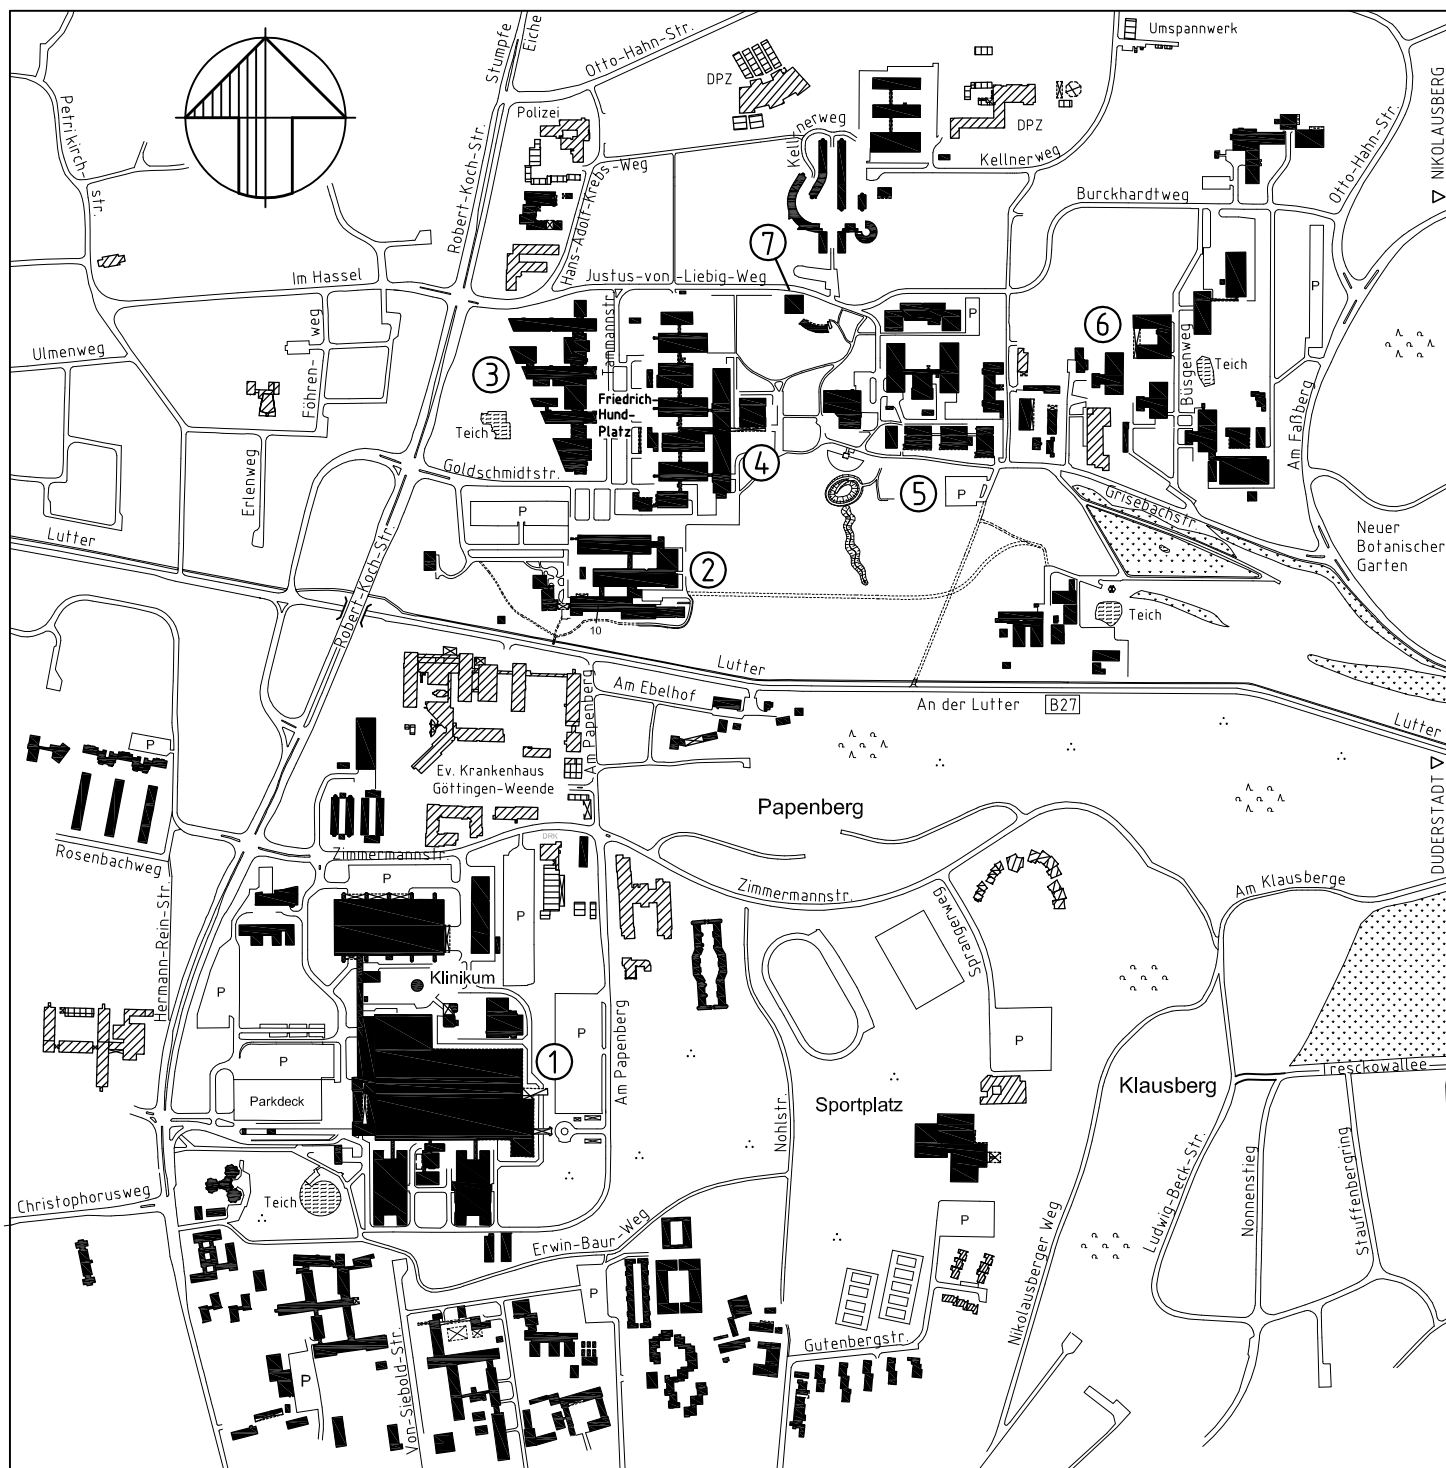 Stumpfe
Eiche
Otto-Hahn-Str.
Umspannwerk
DPZ
NIKOLAUSBERG
Petrikirch-
str.
Polizei
Robert-Koch-Str.
Hans-Adolf-Krebs-Weg
Kellnerweg
DPZ
Kellnerweg
Otto-Hahn-Str.
Burckhardtweg
7
Im Hassel
Justus-von-Liebig-Weg
Tammannstr.
P
P
6
Ulmenweg
Föhren-
weg
3
Friedrich-
Hund-
Platz
Teich
Büsgenweg
Teich
Am Faßberg
Goldschmidtstr.
4
5
P
P
Erlenweg
Lutter
Robert-Koch-Str.
Grisebachstr.
Neuer
Botanischer
Garten
2
10
Teich
Lutter
Am Ebelhof
Am Papenberg
An der Lutter
B27
Lutter
P
Ev. Krankenhaus
Göttingen-Weende
Papenberg
DUDERSTADT
Rosenbachweg
Zimmermannstr.
DRK
P
P
Zimmermannstr.
Sprangerweg
Am Klausberge
Hermann-Rein-Str.
Klinikum
P
P
P
P
Am Papenberg
1
Parkdeck
Klausberg
Tresckowallee
Sportplatz
Nohlstr.
Christophorusweg
Teich
Erwin-Baur-Weg
P
P
Nikolausberger Weg
Ludwig-Beck-Str.
Nonnenstieg
Stauffenbergring
Gutenbergstr.
P
Von-Siebold-Str.